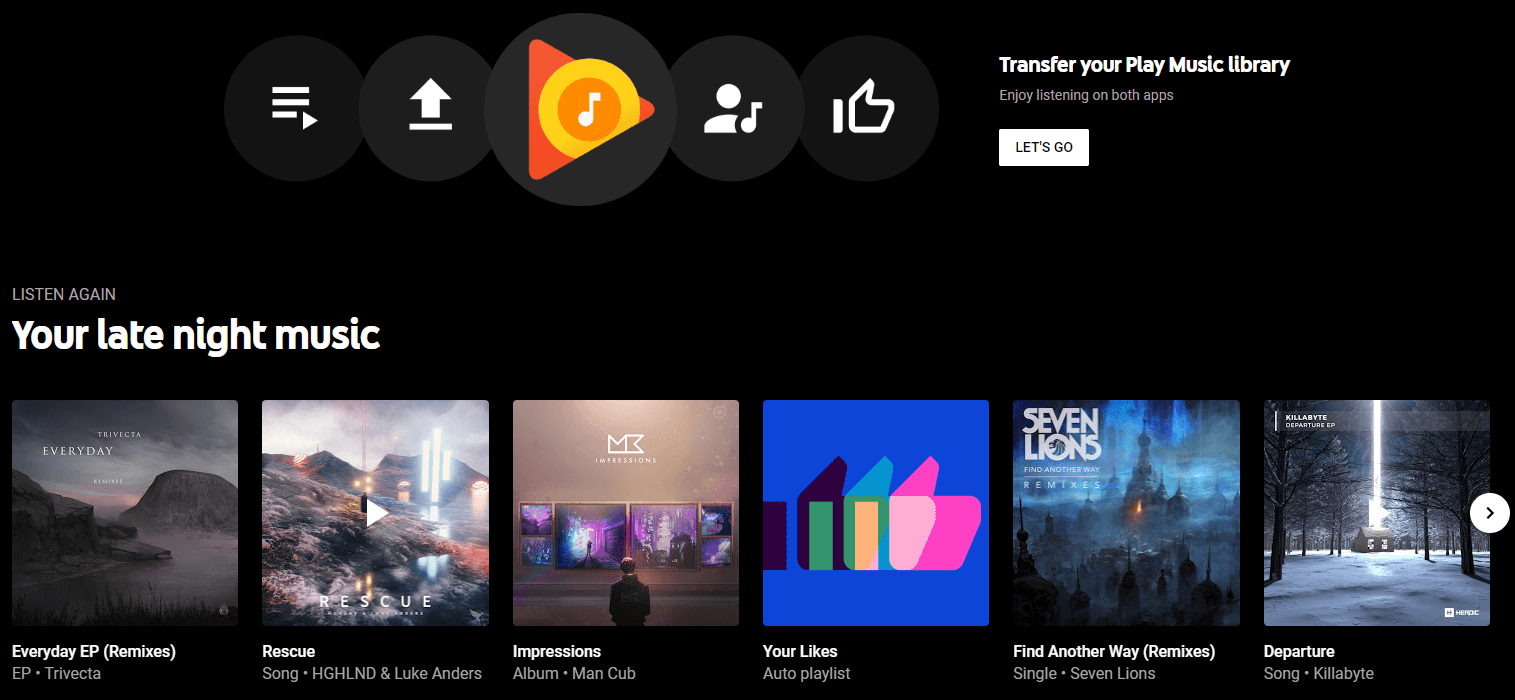 Transfer your Play Music library
Enjoy listening on both apps
LET'S GO
LISTEN AGAIN
Your late night music
TRIVECTA
EVERYDAY
REMIXES
RESCUE
HGHLND & LUKE ANDERS
IMPRESSIONS
SEVEN
LIONS
FIND ANOTHER WAY
REMIXES
KILLABYTE
DEPARTURE EP
HEROIC
Everyday EP (Remixes)
EP • Trivecta
Rescue
Song • HGHLND & Luke Anders
Impressions
Album • Man Cub
Your Likes
Auto playlist
Find Another Way (Remixes)
Single • Seven Lions
Departure
Song • Killabyte